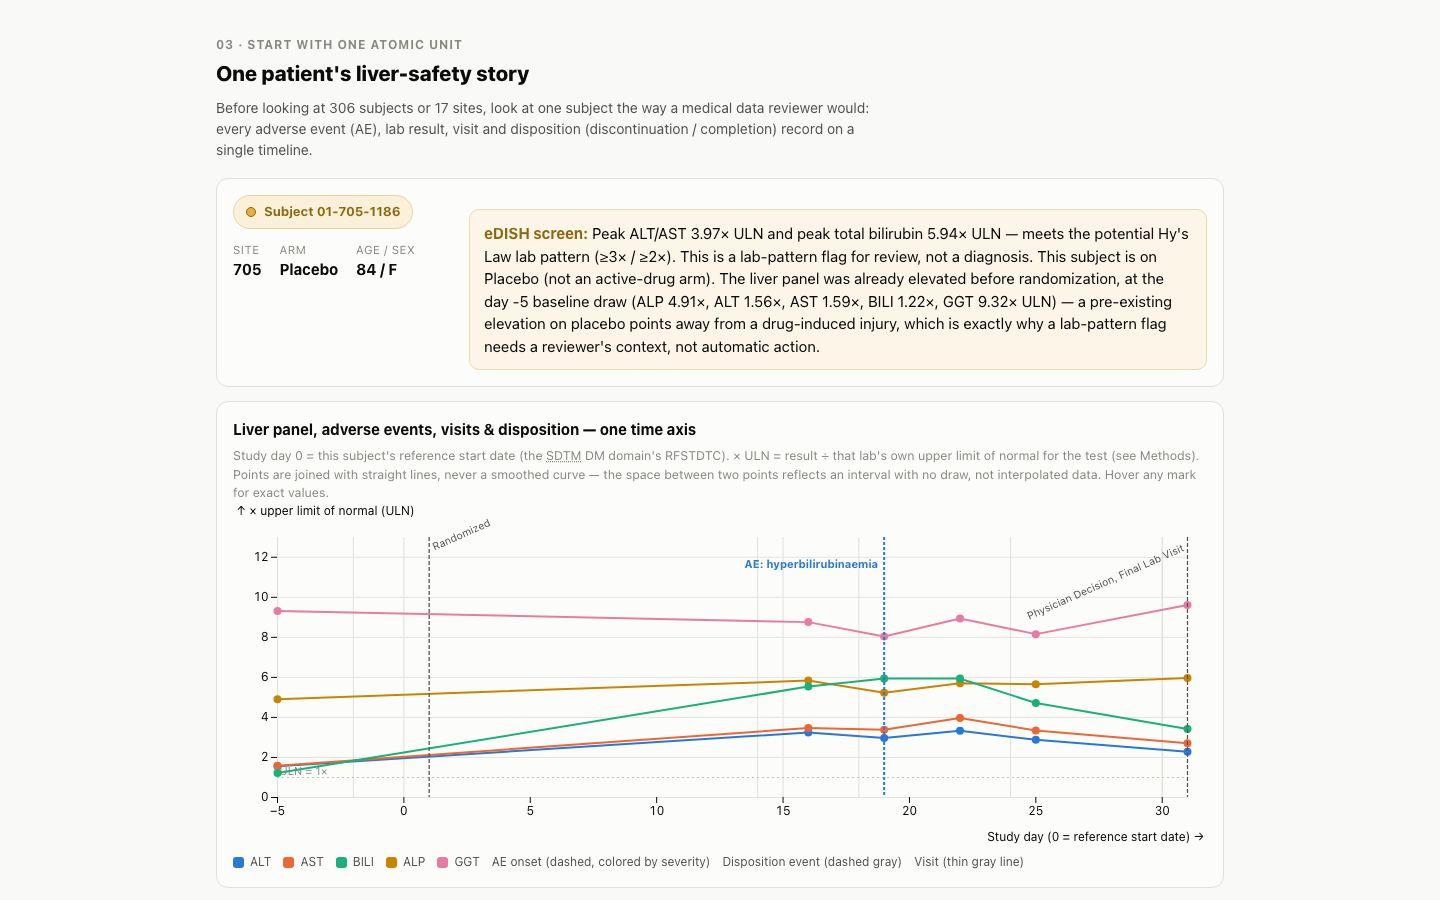 03 · START WITH ONE ATOMIC UNIT
One patient's liver-safety story
Before looking at 306 subjects or 17 sites, look at one subject the way a medical data reviewer would:
every adverse event (AE), lab result, visit and disposition (discontinuation / completion) record on a
single timeline.
Subject 01-705-1186
SITE ARM AGE / SEX
705 Placebo 84 / F
eDISH screen: Peak ALT/AST 3.97× ULN and peak total bilirubin 5.94× ULN — meets the potential Hy's
Law lab pattern (≥3× / ≥2×). This is a lab-pattern flag for review, not a diagnosis. This subject is on
Placebo (not an active-drug arm). The liver panel was already elevated before randomization, at the
day -5 baseline draw (ALP 4.91×, ALT 1.56×, AST 1.59×, BILI 1.22×, GGT 9.32× ULN) — a pre-existing
elevation on placebo points away from a drug-induced injury, which is exactly why a lab-pattern flag
needs a reviewer's context, not automatic action.
Liver panel, adverse events, visits & disposition — one time axis
Study day 0 = this subject's reference start date (the SDTM DM domain's RFSTDTC). × ULN = result ÷ that lab's own upper limit of normal for the test (see Methods).
Points are joined with straight lines, never a smoothed curve — the space between two points reflects an interval with no draw, not interpolated data. Hover any mark
for exact values.
↑ × upper limit of normal (ULN)
Randomized
AE: hyperbilirubinaemia
Physician Decision, Final Lab Visit
12
10
8
6
4
2
0
ULN = 1×
−5 0 5 10 15 20 25 30
Study day (0 = reference start date) →
ALT AST BILI ALP GGT AE onset (dashed, colored by severity) Disposition event (dashed gray) Visit (thin gray line)